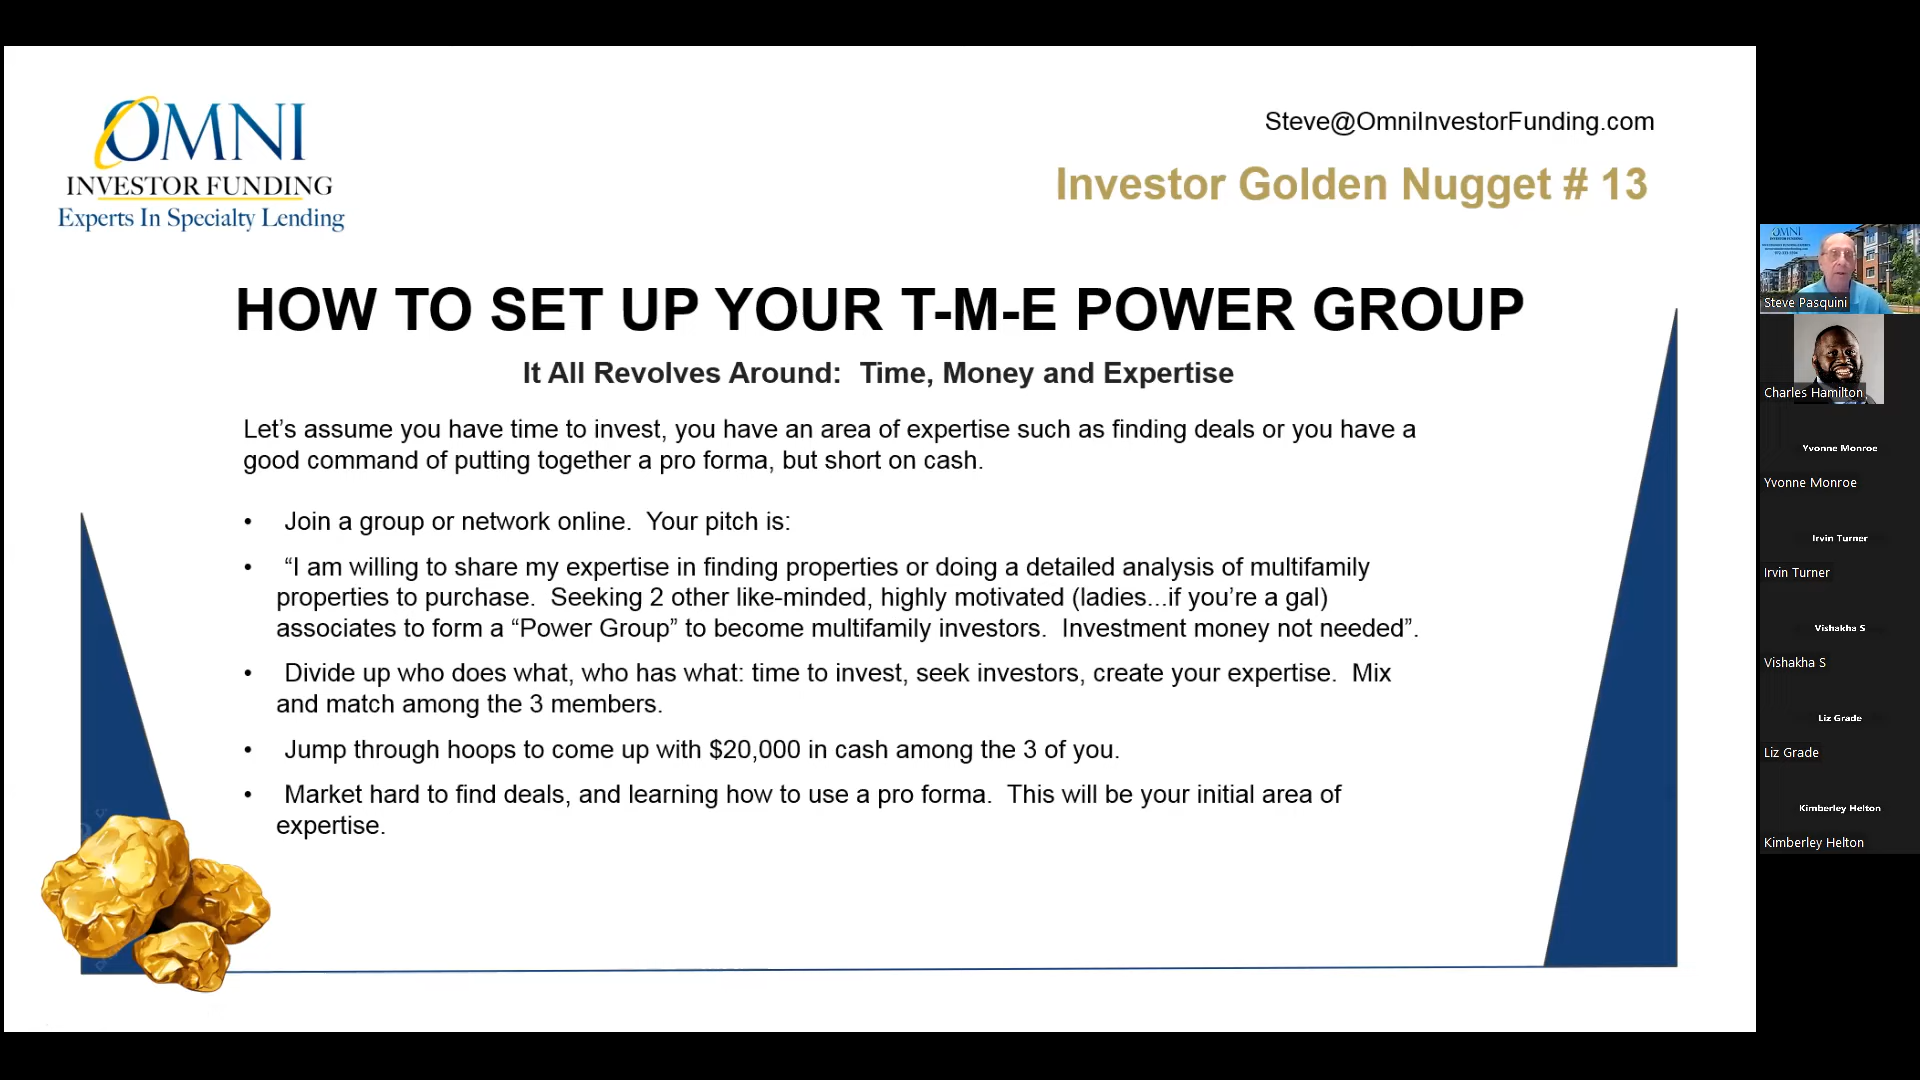 OMNI
INVESTOR FUNDING
Experts In Specialty Lending
Steve@OmniInvestorFunding.com
Investor Golden Nugget # 13
HOW TO SET UP YOUR T-M-E POWER GROUP
It All Revolves Around:  Time, Money and Expertise
Let’s assume you have time to invest, you have an area of expertise such as finding deals or you have a
good command of putting together a pro forma, but short on cash.
• Join a group or network online.  Your pitch is:
• “I am willing to share my expertise in finding properties or doing a detailed analysis of multifamily
properties to purchase.  Seeking 2 other like-minded, highly motivated (ladies...if you’re a gal)
associates to form a “Power Group” to become multifamily investors.  Investment money not needed”.
• Divide up who does what, who has what: time to invest, seek investors, create your expertise.  Mix
and match among the 3 members.
• Jump through hoops to come up with $20,000 in cash among the 3 of you.
• Market hard to find deals, and learning how to use a pro forma.  This will be your initial area of
expertise.
OMNI
Steve Pasquini
Charles Hamilton
Yvonne Monroe
Yvonne Monroe
Irvin Turner
Irvin Turner
Vishakha S
Vishakha S
Liz Grade
Liz Grade
Kimberley Helton
Kimberley Helton